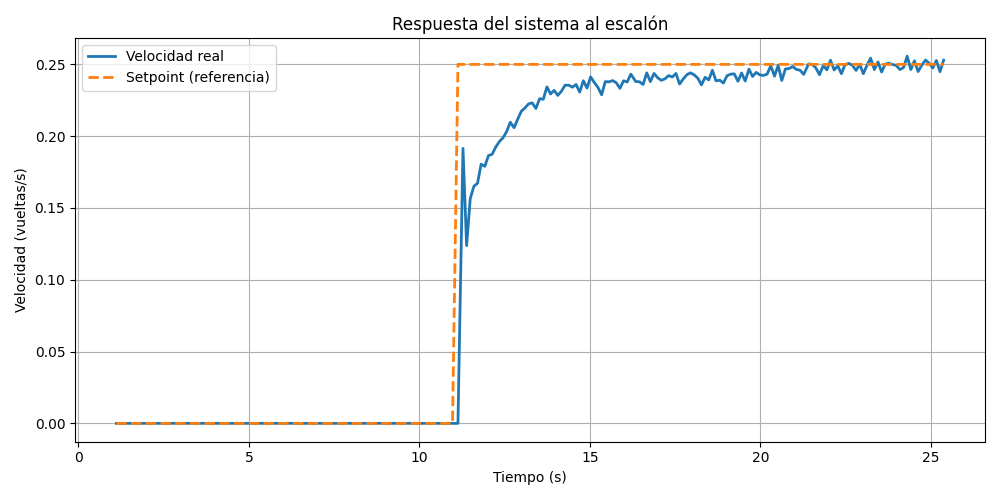 Respuesta del sistema al escalón
Velocidad real
Setpoint (referencia)
Velocidad (vueltas/s)
0.25
0.20
0.15
0.10
0.05
0.00
0
5
10
15
20
25
Tiempo (s)